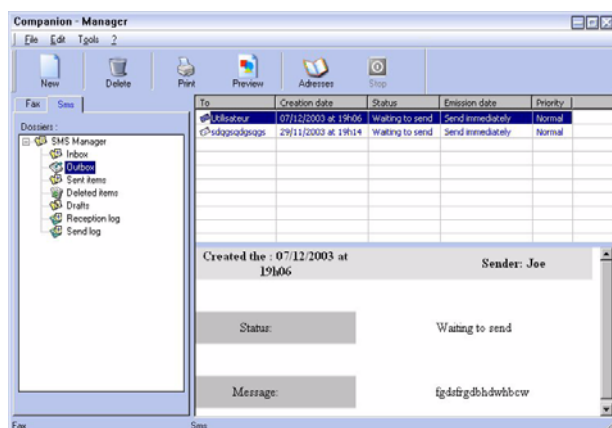 Companion - Manager
File Edit Tools ?
New Delete Print Preview Adresses Stop
Fax Sms
Dossiers :
SMS Manager
Inbox
Outbox
Sent items
Deleted items
Drafts
Reception log
Send log
To Creation date Status Emission date Priority
Utilisateur 07/12/2003 at 19h06 Waiting to send Send immediately Normal
sdqgsqdgsqgs 29/11/2003 at 19h14 Waiting to send Send immediately Normal
Created the : 07/12/2003 at
19h06
Sender: Joe
Status: Waiting to send
Message: fgdsfrgdbhdwhbcw
Fax Sms